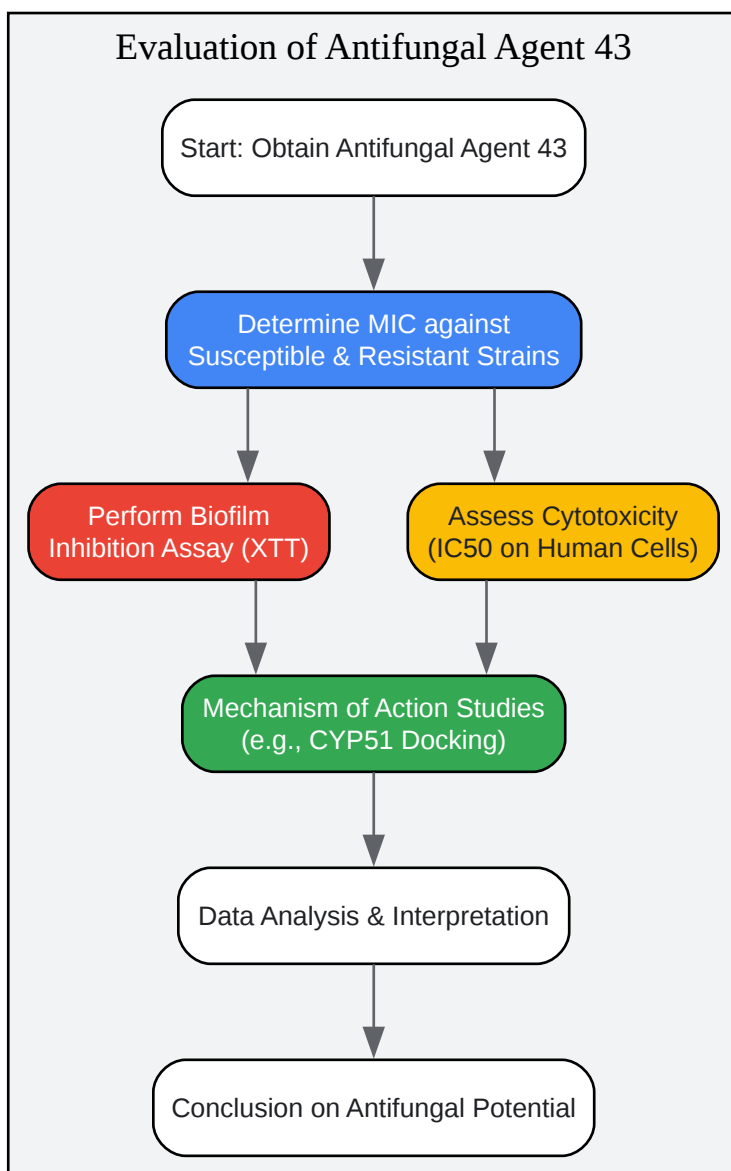 Evaluation of Antifungal Agent 43
Start: Obtain Antifungal Agent 43
Determine MIC against
Susceptible & Resistant Strains
Perform Biofilm
Inhibition Assay (XTT)
Assess Cytotoxicity
(IC50 on Human Cells)
Mechanism of Action Studies
(e.g., CYP51 Docking)
Data Analysis & Interpretation
Conclusion on Antifungal Potential